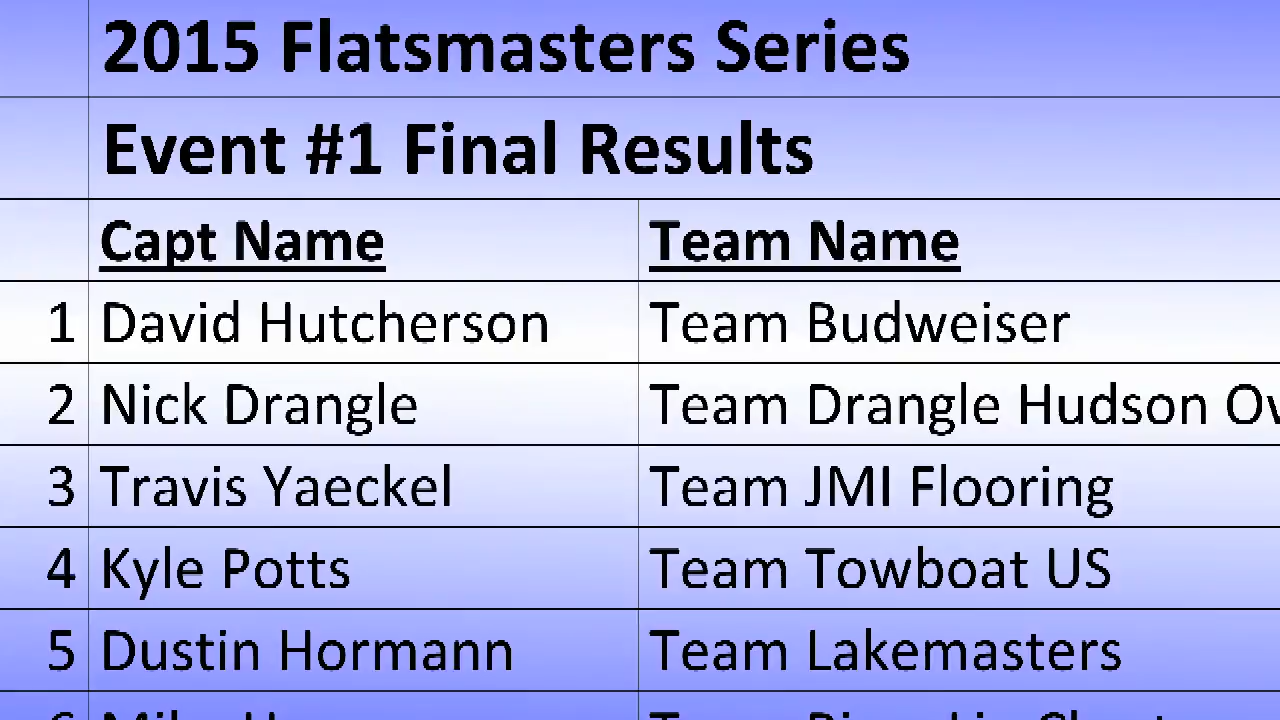 2015 Flatsmasters Series
Event #1 Final Results
Capt Name Team Name
1 David Hutcherson Team Budweiser
2 Nick Drangle Team Drangle Hudson
3 Travis Yaeckel Team JMI Flooring
4 Kyle Potts Team Towboat US
5 Dustin Hormann Team Lakemasters